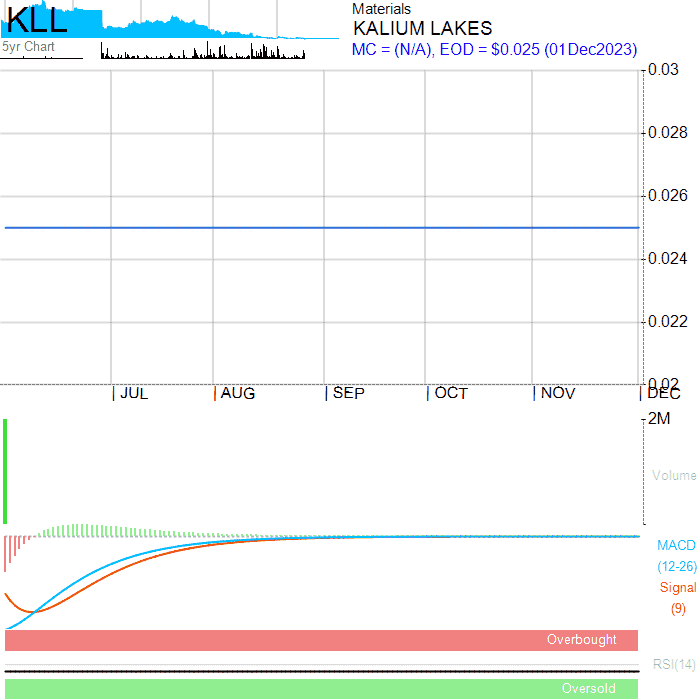 KLL
5yr Chart
Materials
KALIUM LAKES
MC = (N/A), EOD = $0.025 (01Dec2023)
0.03
0.028
0.026
0.024
0.022
0.02
JUL AUG SEP OCT NOV DEC
2M
Volume
MACD
(12-26)
Signal
(9)
Overbought
RSI(14)
Oversold